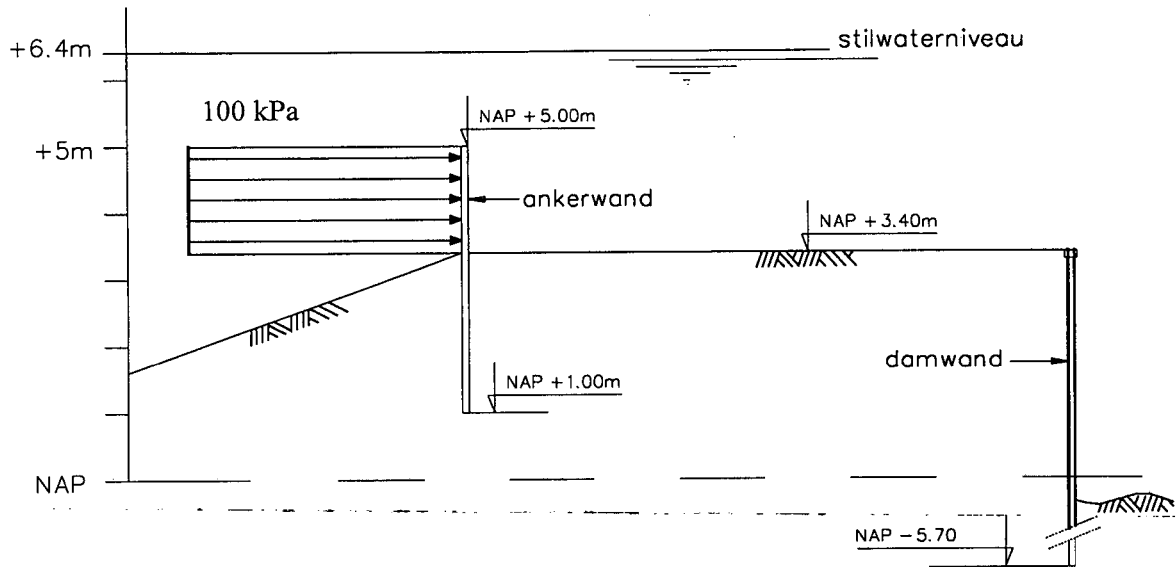 +6.4m
stilwaterniveau
100 kPa
NAP +5.00m
+5m
ankerwand
NAP +3.40m
damwand
NAP +1.00m
NAP
NAP -5.70